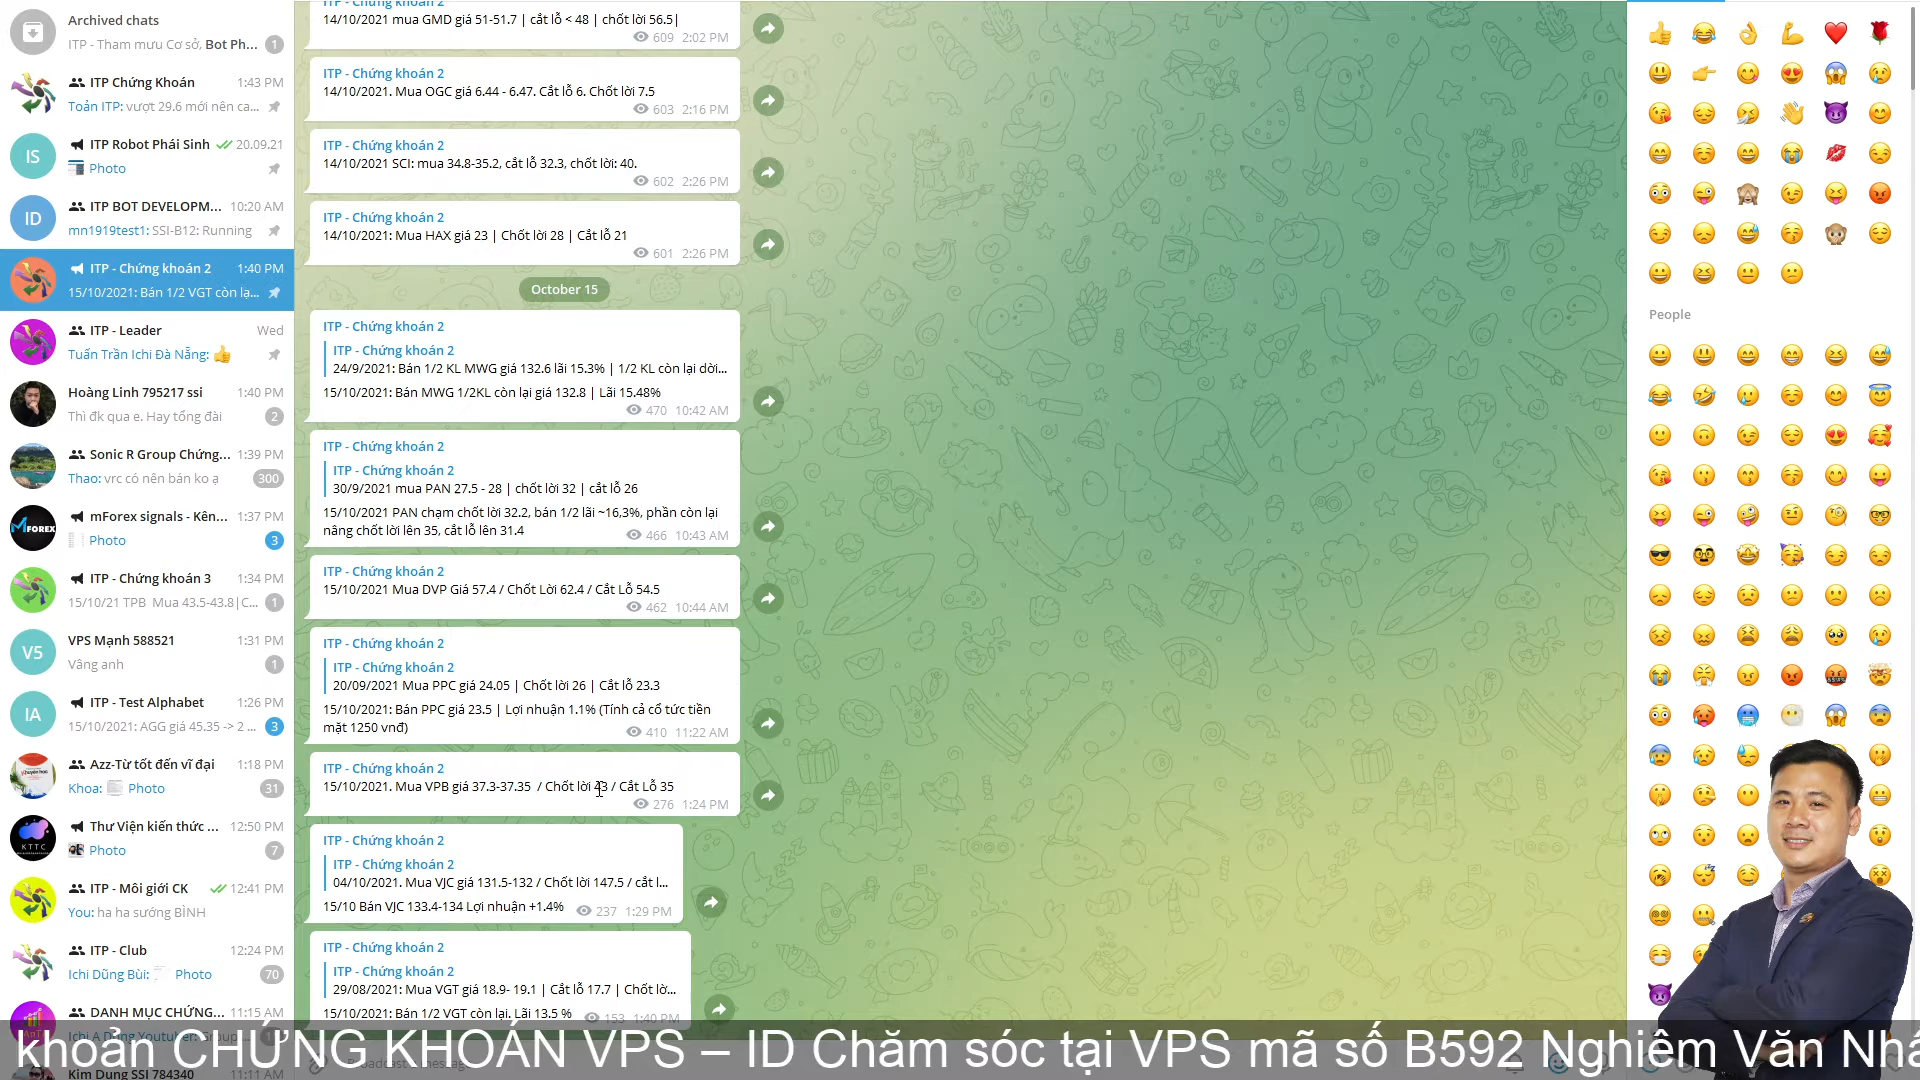 Archived chats
ITP - Tham mưu Cơ sở, Bot Ph... 1
ITP Chứng Khoán 1:43 PM
Toản ITP: vượt 29.6 mới nên ca...
IS
ITP Robot Phái Sinh 20.09.21
Photo
ID
ITP BOT DEVELOPM... 10:20 AM
mn1919test1: SSI-B12: Running
ITP - Chứng khoán 2 1:40 PM
15/10/2021: Bán 1/2 VGT còn lạ...
ITP - Leader Wed
Tuấn Trần Ichi Đà Nẵng: 👍
Hoàng Linh 795217 ssi 1:40 PM
Thì đk qua e. Hay tổng đài 2
Sonic R Group Chứng... 1:39 PM
Thao: vrc có nên bán ko ạ 300
MFOREX
mForex signals - Kên... 1:37 PM
Photo 3
ITP - Chứng khoán 3 1:34 PM
15/10/21 TPB Mua 43.5-43.8|C... 1
V5
VPS Mạnh 588521 1:31 PM
Vâng anh 1
IA
ITP - Test Alphabet 1:26 PM
15/10/2021: AGG giá 45.35 -> 2 ... 3
Azz-Từ tốt đến vĩ đại 1:18 PM
Khoa: Photo 31
KTTC
Thư Viện kiến thức ... 12:50 PM
Photo 7
ITP - Môi giới CK 12:41 PM
You: ha ha sướng BÌNH
ITP - Club 12:24 PM
Ichi Dũng Bùi: Photo 70
DANH MỤC CHỨNG... 11:15 AM
Ichi A Dũng Youtuber: Group
Kim Dung SSI 784340 11:11 AM
ITP - Chứng khoán 2
14/10/2021 mua GMD giá 51-51.7 | cắt lỗ < 48 | chốt lời 56.5|
609 2:02 PM
ITP - Chứng khoán 2
14/10/2021. Mua OGC giá 6.44 - 6.47. Cắt lỗ 6. Chốt lời 7.5
603 2:16 PM
ITP - Chứng khoán 2
14/10/2021 SCI: mua 34.8-35.2, cắt lỗ 32.3, chốt lời: 40.
602 2:26 PM
ITP - Chứng khoán 2
14/10/2021: Mua HAX giá 23 | Chốt lời 28 | Cắt lỗ 21
601 2:26 PM
October 15
ITP - Chứng khoán 2
ITP - Chứng khoán 2
24/9/2021: Bán 1/2 KL MWG giá 132.6 lãi 15.3% | 1/2 KL còn lại dời...
15/10/2021: Bán MWG 1/2KL còn lại giá 132.8 | Lãi 15.48%
470 10:42 AM
ITP - Chứng khoán 2
ITP - Chứng khoán 2
30/9/2021 mua PAN 27.5 - 28 | chốt lời 32 | cắt lỗ 26
15/10/2021 PAN chạm chốt lời 32.2, bán 1/2 lãi ~16,3%, phần còn lại
nâng chốt lời lên 35, cắt lỗ lên 31.4 466 10:43 AM
ITP - Chứng khoán 2
15/10/2021 Mua DVP Giá 57.4 / Chốt Lời 62.4 / Cắt Lỗ 54.5
462 10:44 AM
ITP - Chứng khoán 2
ITP - Chứng khoán 2
20/09/2021 Mua PPC giá 24.05 | Chốt lời 26 | Cắt lỗ 23.3
15/10/2021: Bán PPC giá 23.5 | Lợi nhuận 1.1% (Tính cả cổ tức tiền
mặt 1250 vnđ) 410 11:22 AM
ITP - Chứng khoán 2
15/10/2021. Mua VPB giá 37.3-37.35 / Chốt lời 43 / Cắt Lỗ 35
276 1:24 PM
ITP - Chứng khoán 2
ITP - Chứng khoán 2
04/10/2021. Mua VJC giá 131.5-132 / Chốt lời 147.5 / cắt l...
15/10 Bán VJC 133.4-134 Lợi nhuận +1.4% 237 1:29 PM
ITP - Chứng khoán 2
ITP - Chứng khoán 2
29/08/2021: Mua VGT giá 18.9- 19.1 | Cắt lỗ 17.7 | Chốt lờ...
15/10/2021: Bán 1/2 VGT còn lại. Lãi 13.5 % 153 1:40 PM
People
khoản CHỨNG KHOÁN VPS – ID Chăm sóc tại VPS mã số B592 Nghiêm Văn Nhấ